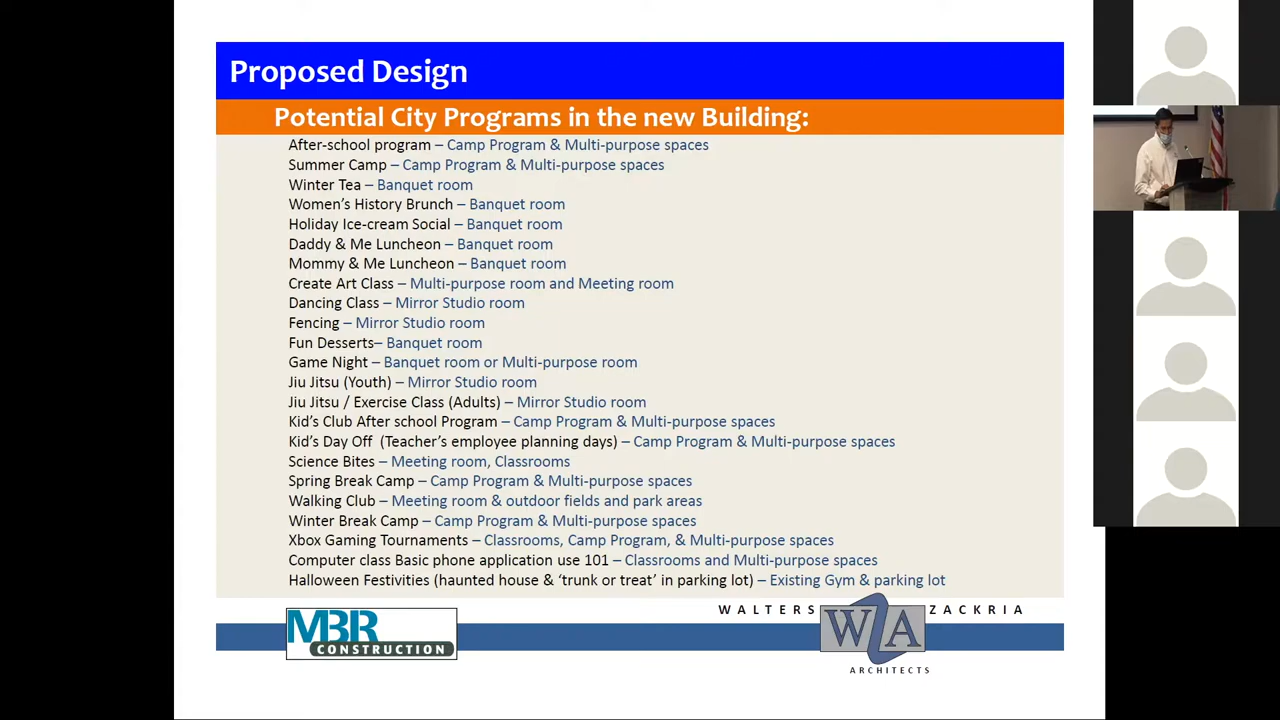 Proposed Design
Potential City Programs in the new Building:
After-school program – Camp Program & Multi-purpose spaces
Summer Camp – Camp Program & Multi-purpose spaces
Winter Tea – Banquet room
Women's History Brunch – Banquet room
Holiday Ice-cream Social – Banquet room
Daddy & Me Luncheon – Banquet room
Mommy & Me Luncheon – Banquet room
Create Art Class – Multi-purpose room and Meeting room
Dancing Class – Mirror Studio room
Fencing – Mirror Studio room
Fun Desserts– Banquet room
Game Night – Banquet room or Multi-purpose room
Jiu Jitsu (Youth) – Mirror Studio room
Jiu Jitsu / Exercise Class (Adults) – Mirror Studio room
Kid's Club After school Program – Camp Program & Multi-purpose spaces
Kid's Day Off (Teacher's employee planning days) – Camp Program & Multi-purpose spaces
Science Bites – Meeting room, Classrooms
Spring Break Camp – Camp Program & Multi-purpose spaces
Walking Club – Meeting room & outdoor fields and park areas
Winter Break Camp – Camp Program & Multi-purpose spaces
Xbox Gaming Tournaments – Classrooms, Camp Program, & Multi-purpose spaces
Computer class Basic phone application use 101 – Classrooms and Multi-purpose spaces
Halloween Festivities (haunted house & 'trunk or treat' in parking lot) – Existing Gym & parking lot
MBR
CONSTRUCTION
WALTERS ZACKRIA
WZA
ARCHITECTS